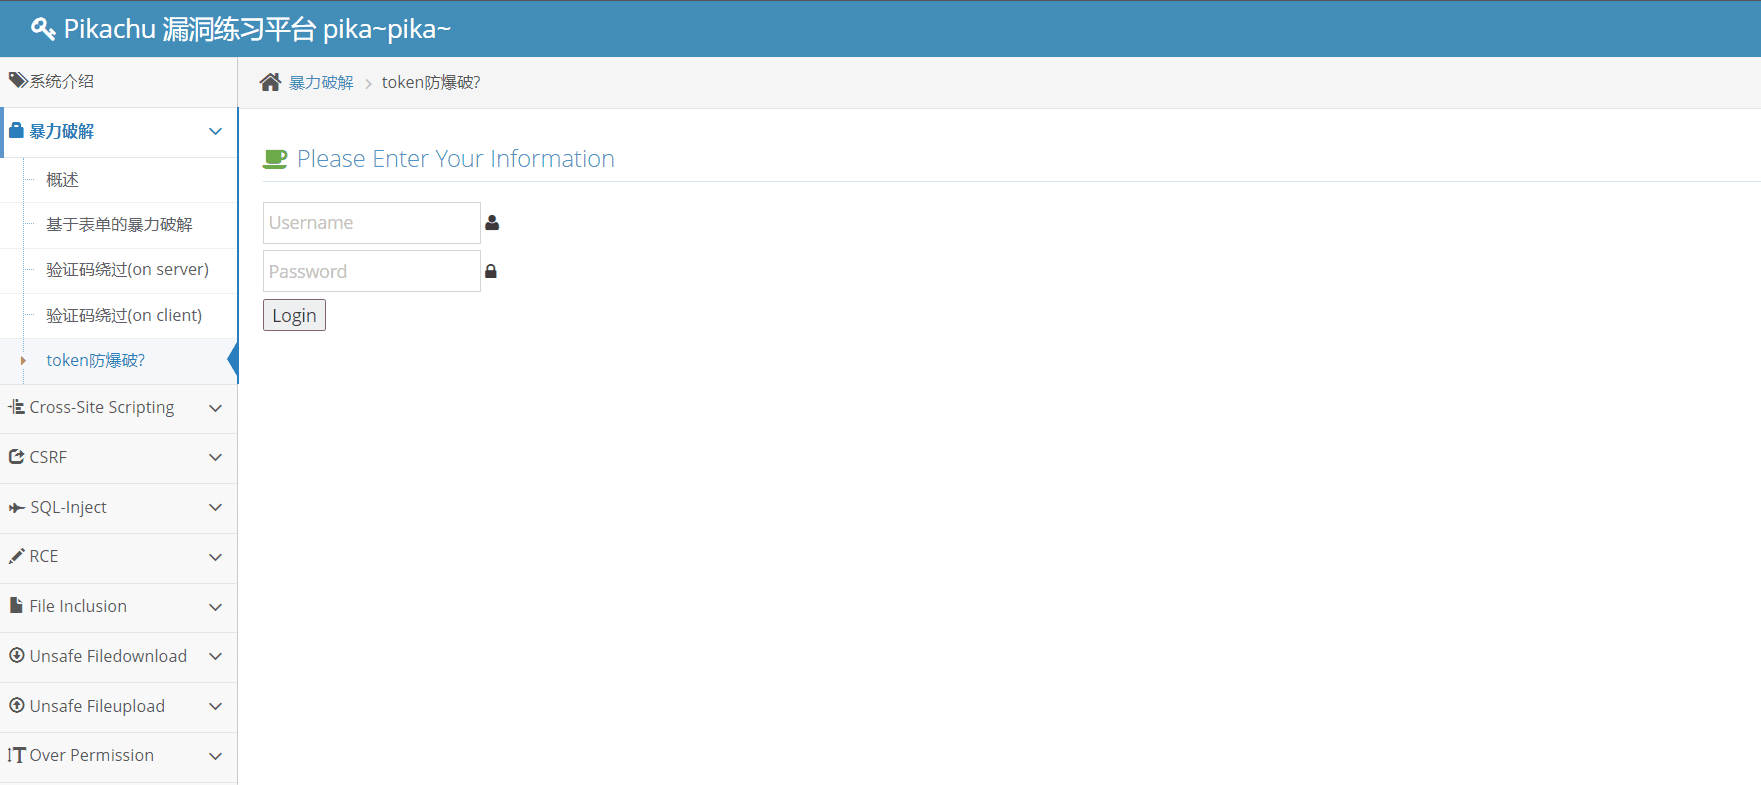 Pikachu 漏洞练习平台 pika~pika~
系统介绍
暴力破解
概述
基于表单的暴力破解
验证码绕过(on server)
验证码绕过(on client)
token防爆破?
Cross-Site Scripting
CSRF
SQL-Inject
RCE
File Inclusion
Unsafe Filedownload
Unsafe Fileupload
Over Permission
暴力破解 > token防爆破?
Please Enter Your Information
Username
Password
Login